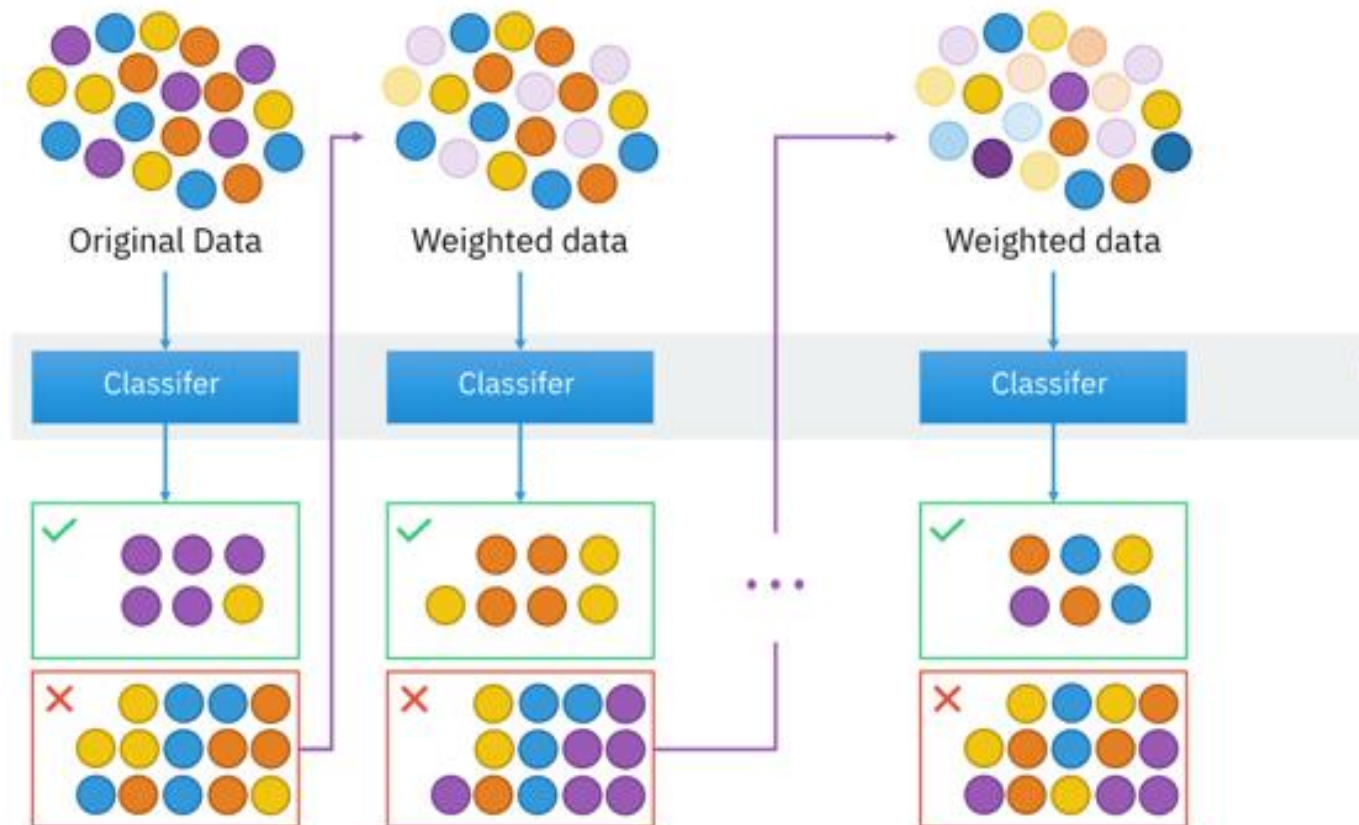 Original Data
Weighted data
Weighted data
Classifer
Classifer
Classifer